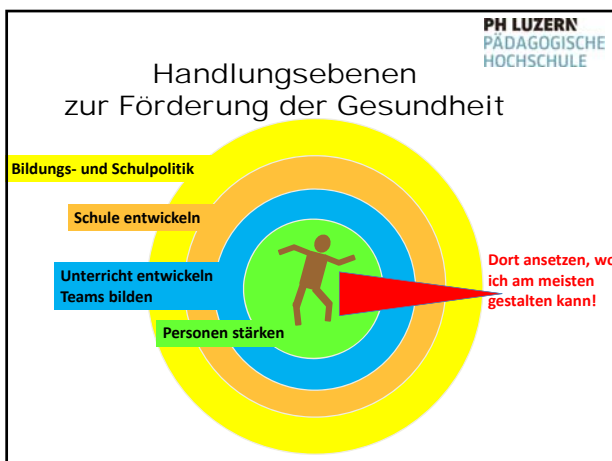 PH LUZERN
PÄDAGOGISCHE
HOCHSCHULE
Handlungsebenen
zur Förderung der Gesundheit
Bildungs- und Schulpolitik
Schule entwickeln
Unterricht entwickeln
Teams bilden
Personen stärken
Dort ansetzen, wo
ich am meisten
gestalten kann!